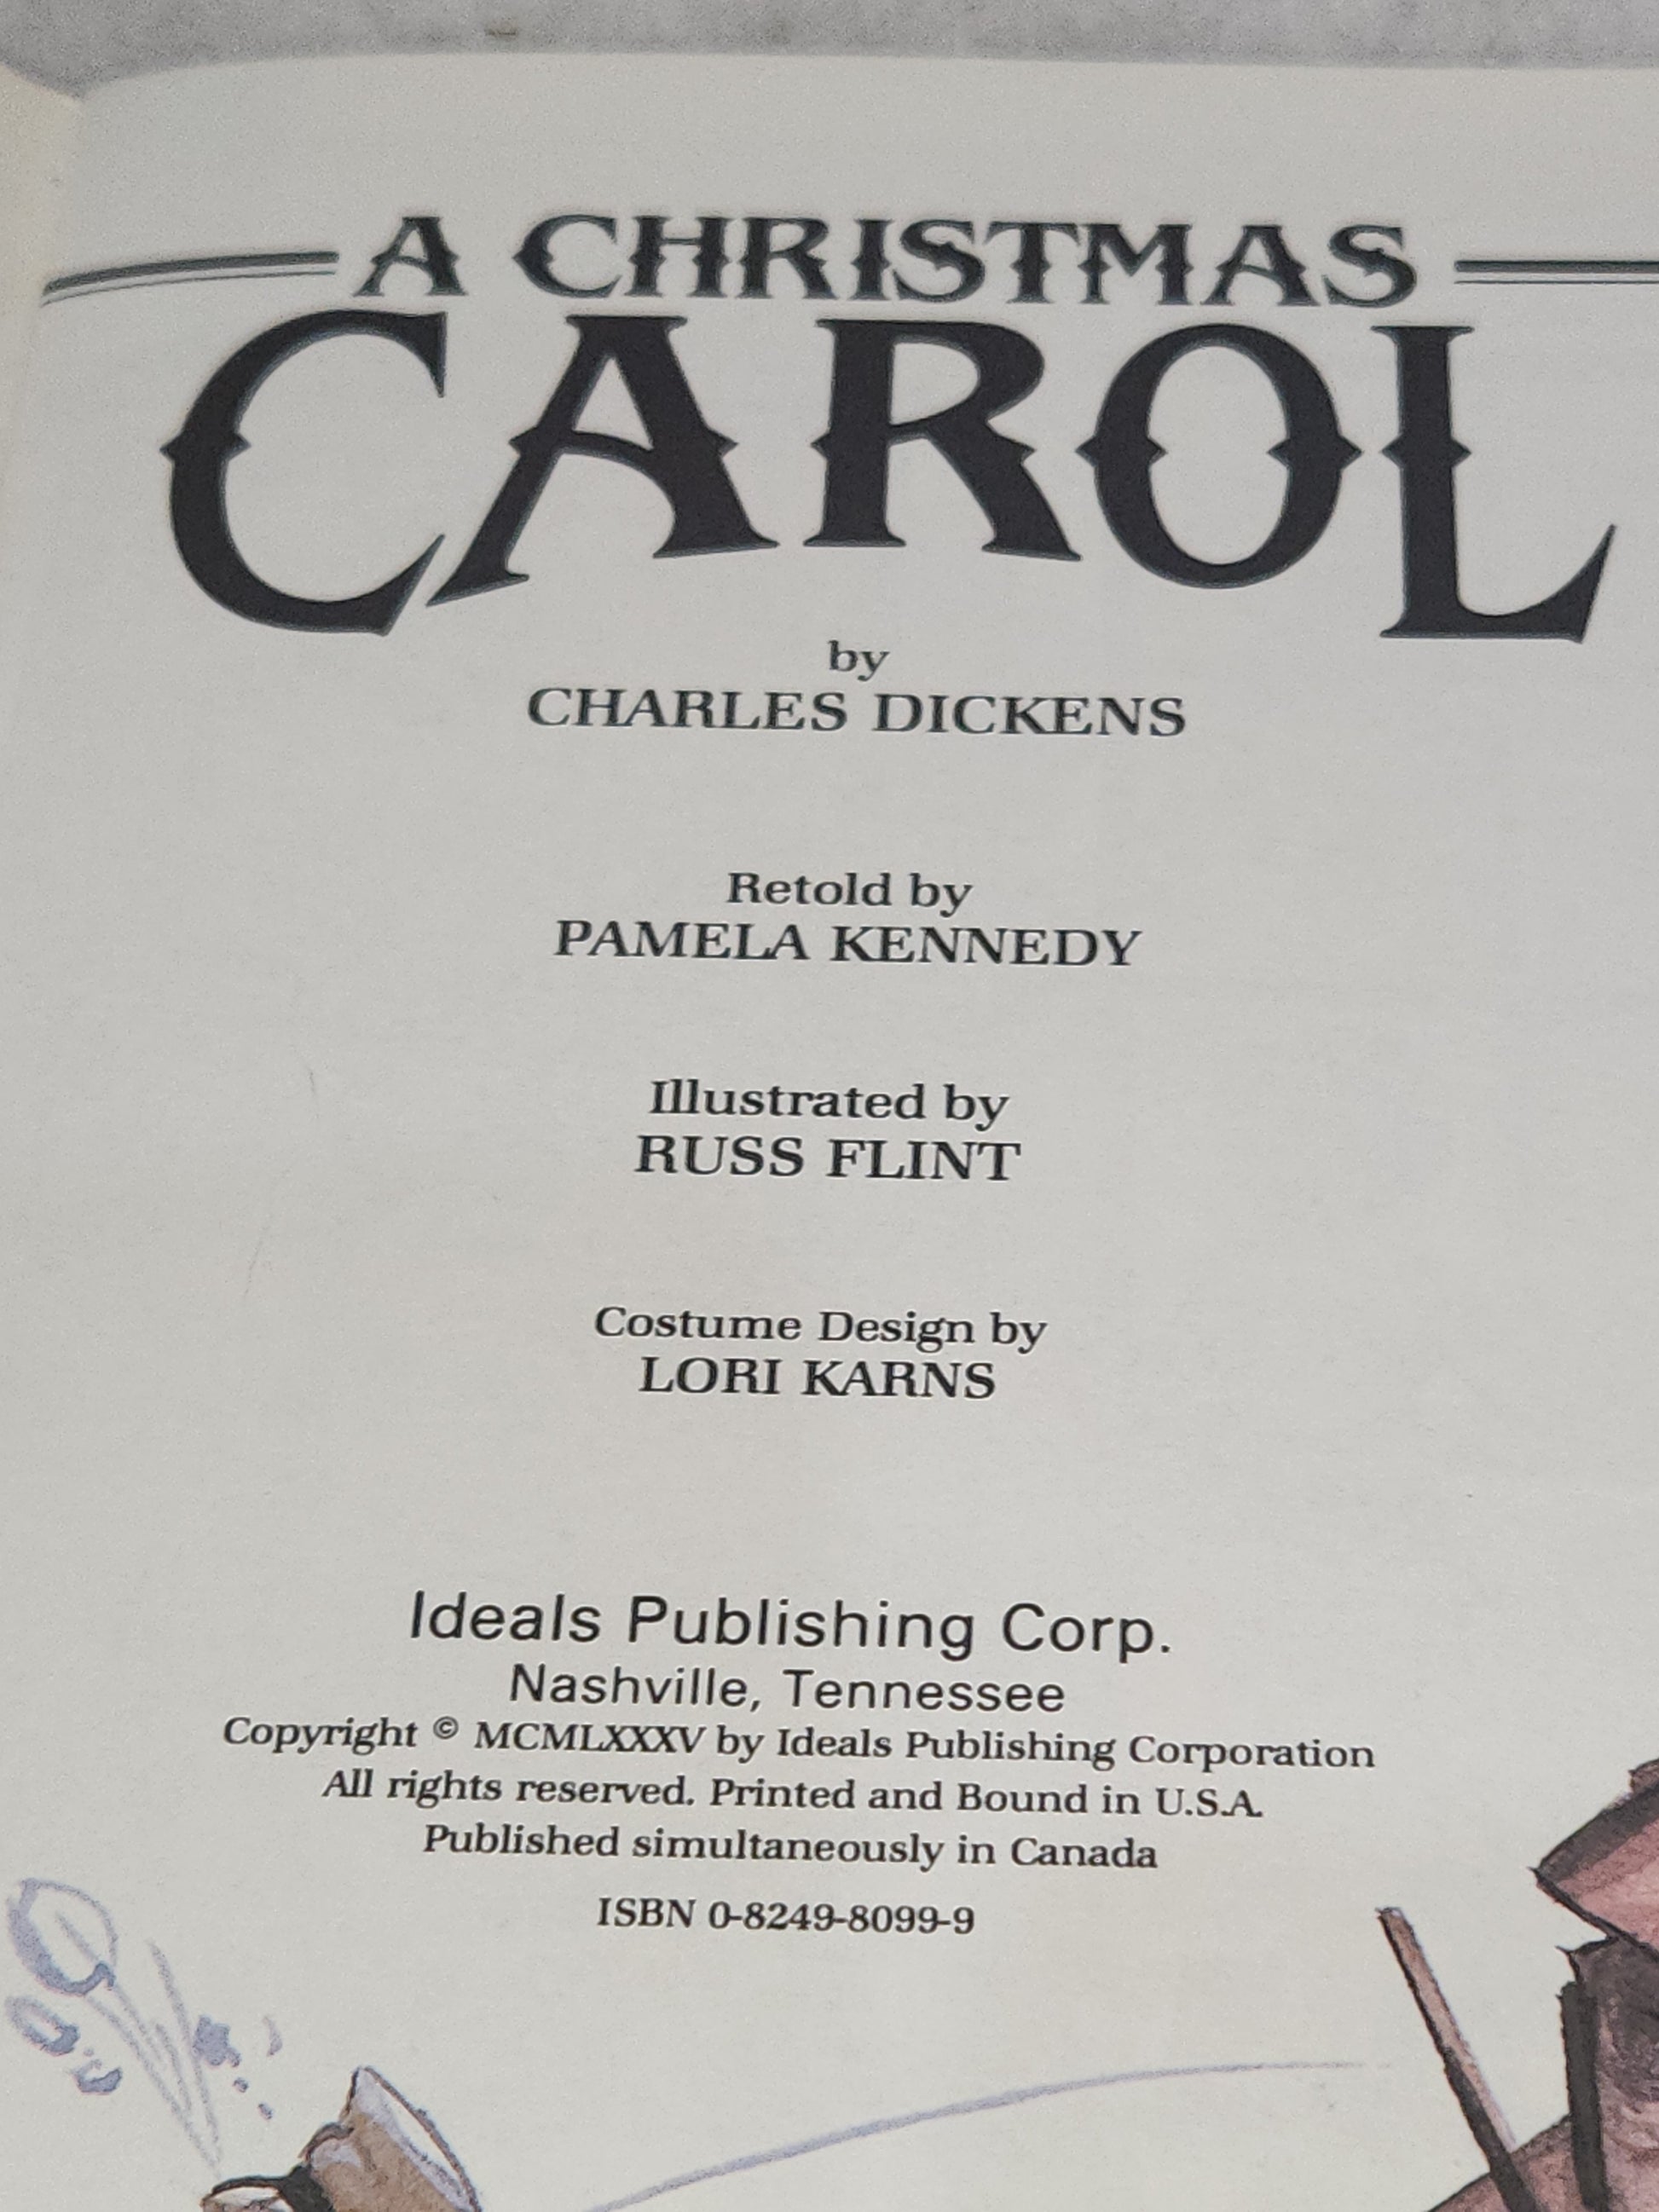 A CHRISTMAS
CAROL
by
CHARLES DICKENS
Retold by
PAMELA KENNEDY
Illustrated by
RUSS FLINT
Costume Design by
LORI KARNS
Ideals Publishing Corp.
Nashville, Tennessee
Copyright © MCMLXXXV by Ideals Publishing Corporation
All rights reserved. Printed and Bound in U.S.A.
Published simultaneously in Canada
ISBN 0-8249-8099-9